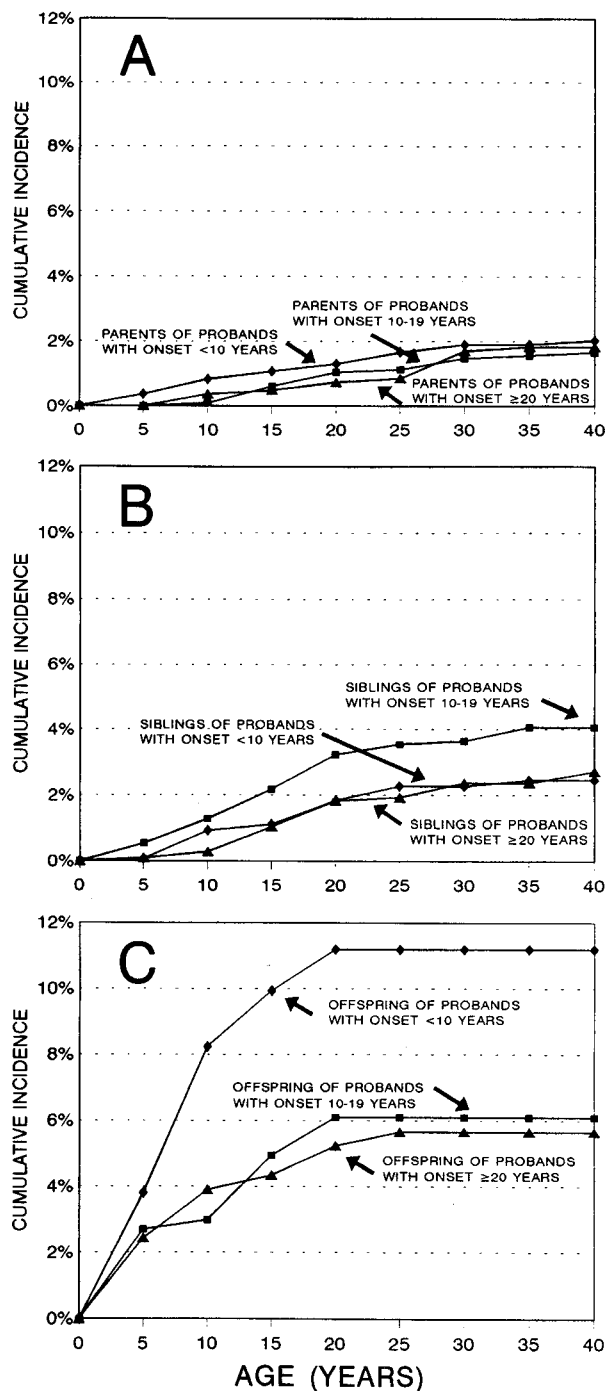 A
CUMULATIVE INCIDENCE
12%
10%
8%
6%
4%
2%
0%
PARENTS OF PROBANDS
WITH ONSET 10-19 YEARS
PARENTS OF PROBANDS
WITH ONSET <10 YEARS
PARENTS OF PROBANDS
WITH ONSET ≥20 YEARS
0 5 10 15 20 25 30 35 40
B
CUMULATIVE INCIDENCE
12%
10%
8%
6%
4%
2%
0%
SIBLINGS OF PROBANDS
WITH ONSET 10-19 YEARS
SIBLINGS OF PROBANDS
WITH ONSET <10 YEARS
SIBLINGS OF PROBANDS
WITH ONSET ≥20 YEARS
0 5 10 15 20 25 30 35 40
C
CUMULATIVE INCIDENCE
12%
10%
8%
6%
4%
2%
0%
OFFSPRING OF PROBANDS
WITH ONSET <10 YEARS
OFFSPRING OF PROBANDS
WITH ONSET 10-19 YEARS
OFFSPRING OF PROBANDS
WITH ONSET ≥20 YEARS
0 5 10 15 20 25 30 35 40
AGE (YEARS)